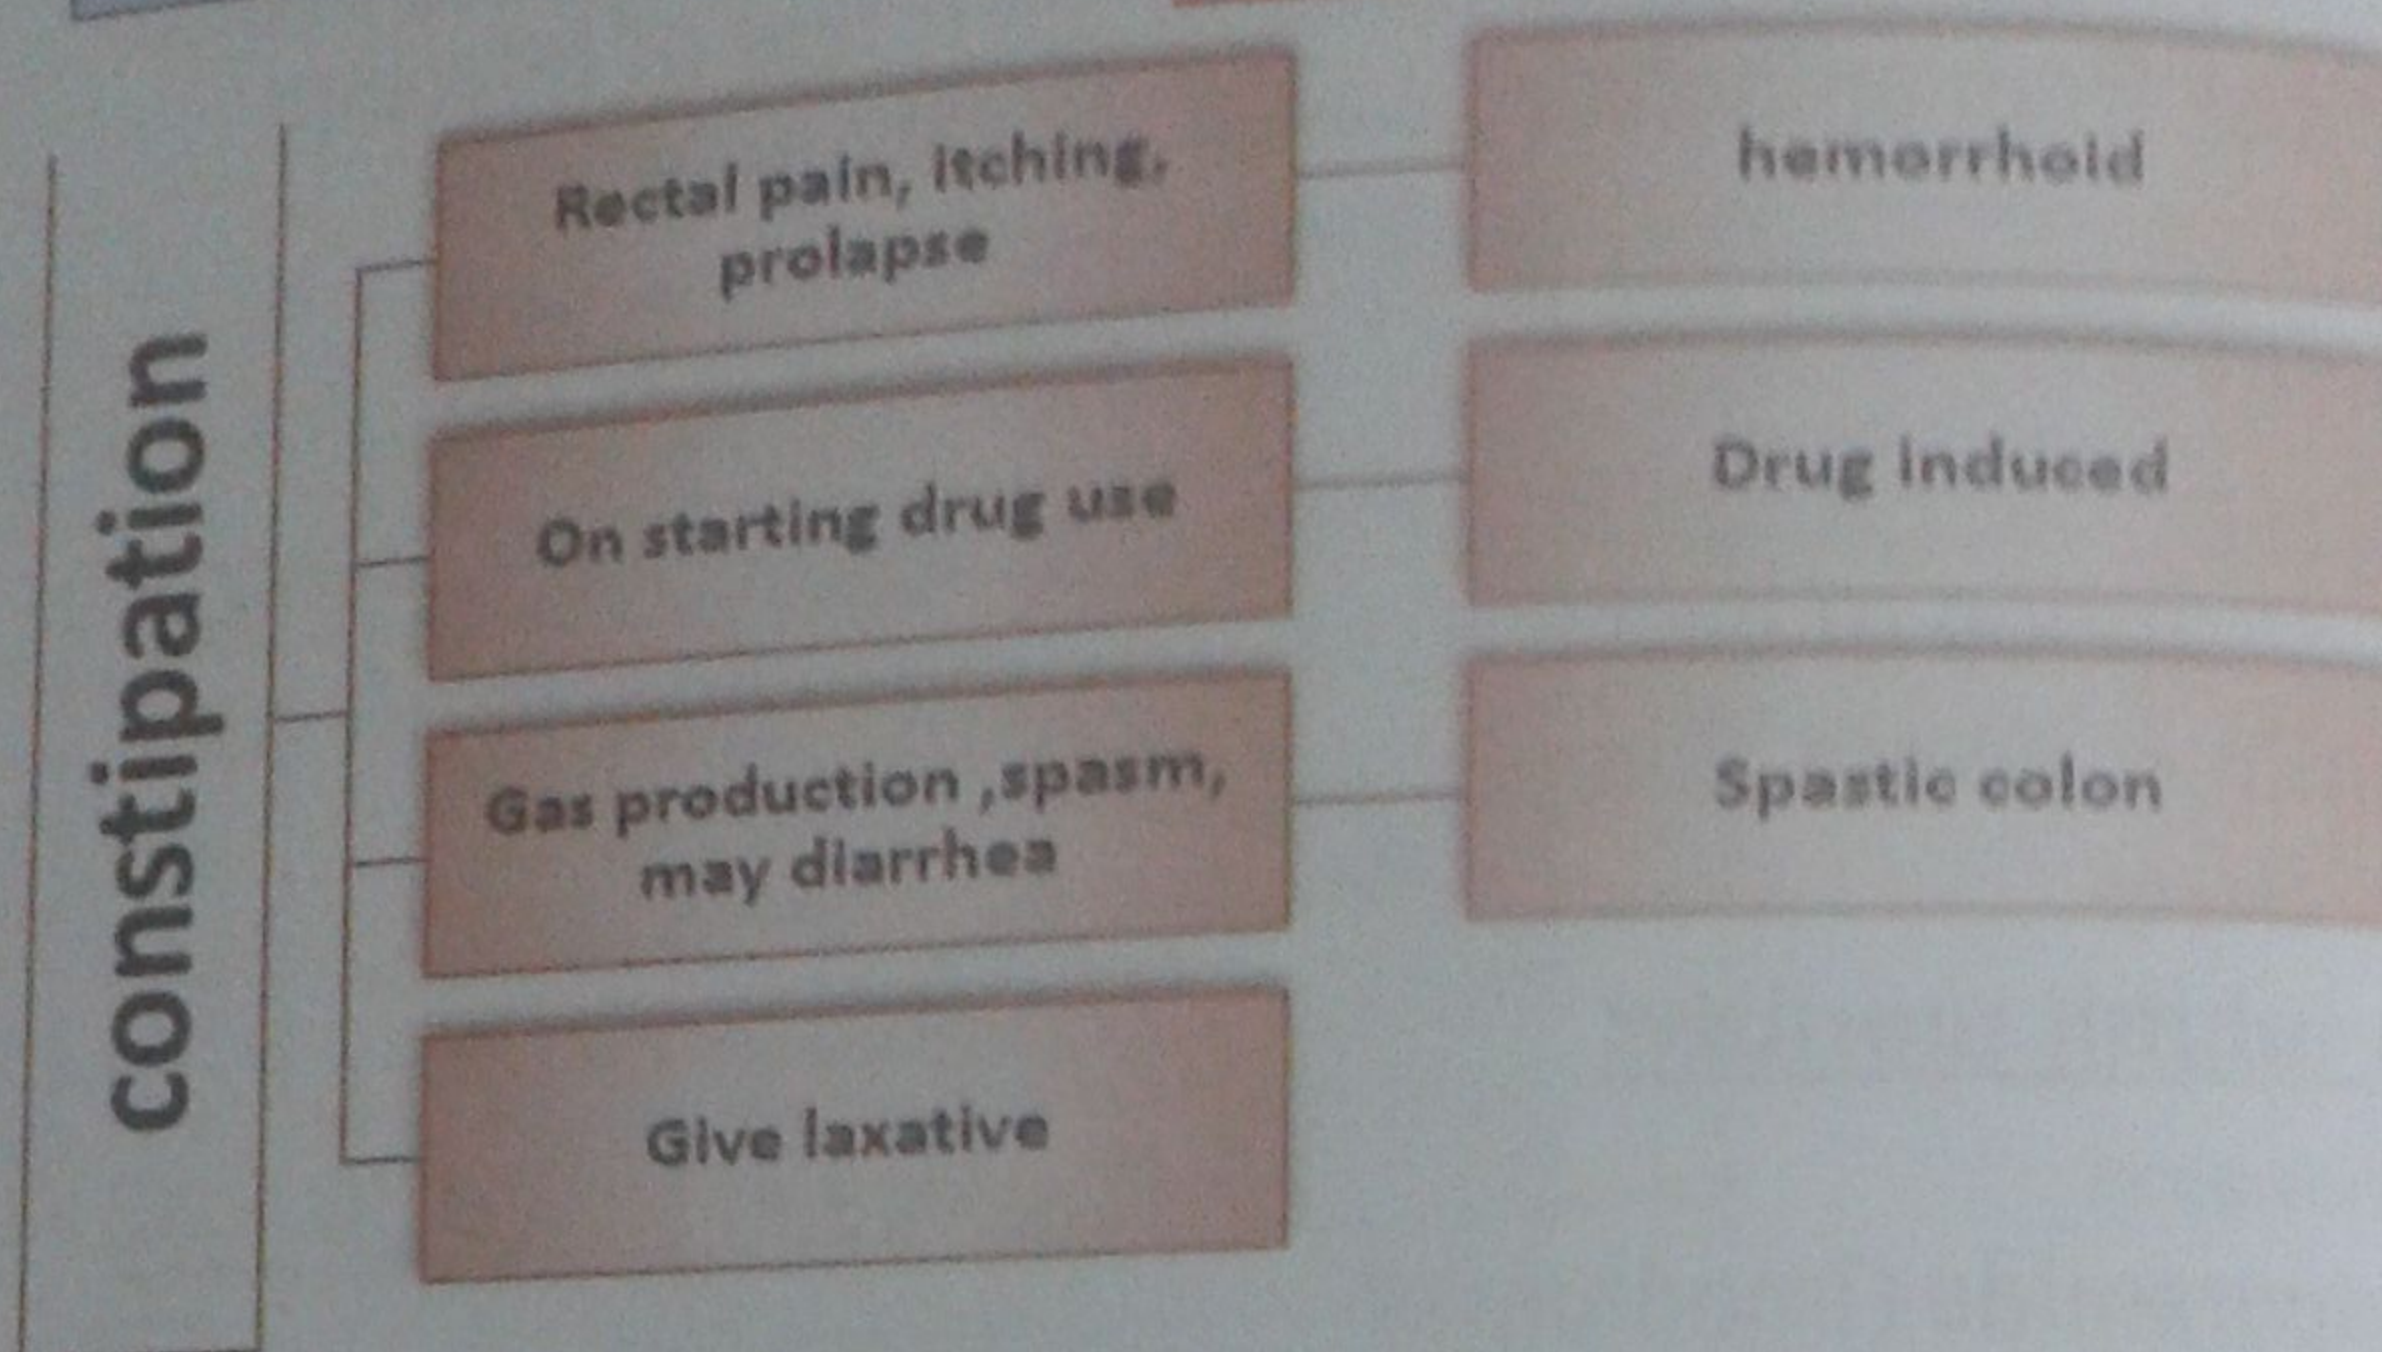 constipation
Rectal pain, itching,
prolapse
hemorrhoid
On starting drug use
Drug induced
Gas production ,spasm,
may diarrhea
Spastic colon
Give laxative